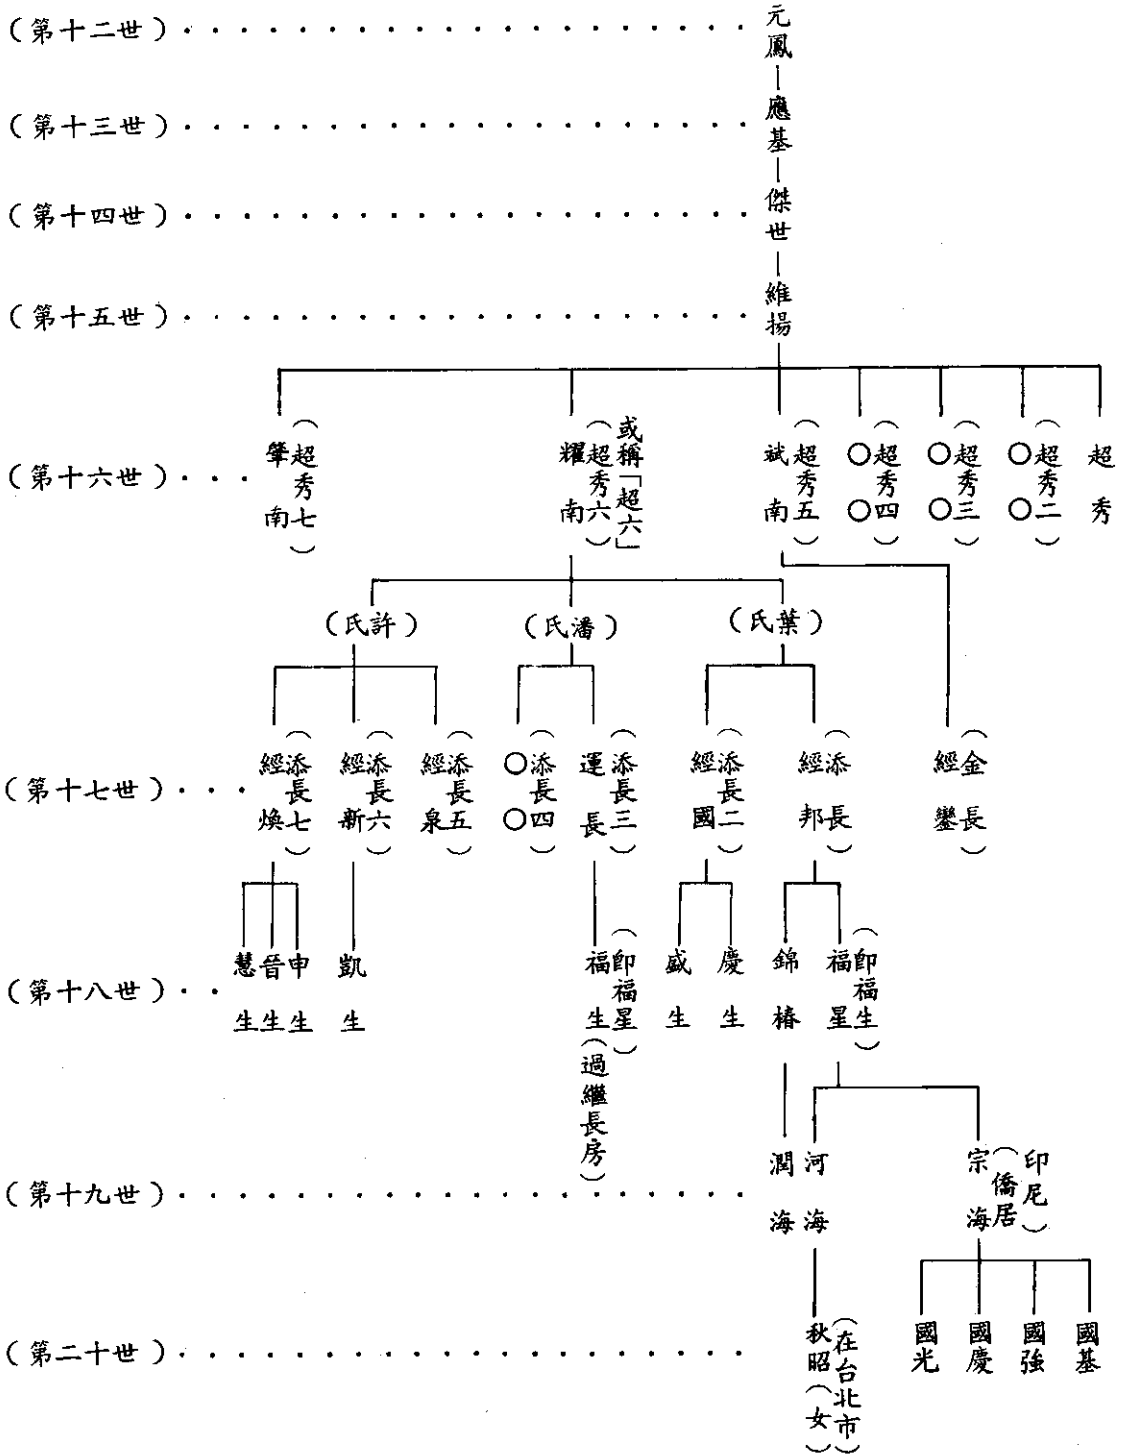 （第十二世）
元鳳
（第十三世）
應基
（第十四世）
傑世
（第十五世）
維揚
（第十六世）
超秀
（超秀二）
○○
（超秀三）
○○
（超秀四）
○○
（超秀五）
斌南
或稱「超六」
（超秀六）
耀南
（超秀七）
肇南
（葉氏）
（潘氏）
（許氏）
（第十七世）
（金長）
經鑾
（添長）
經邦
（添長二）
經國
（添長三）
運長
（添長四）
○○
（添長五）
經泉
（添長六）
經新
（添長七）
經煥
（第十八世）
（即福生）
福星
錦椿
慶生
盛生
（即福星）
福生（過繼長房）
凱生
申生
晉生
慧生
（第十九世）
（僑居
印尼）
宗海
河海
潤海
（第二十世）
國基
國強
國慶
國光
（在台北市）
秋昭（女）